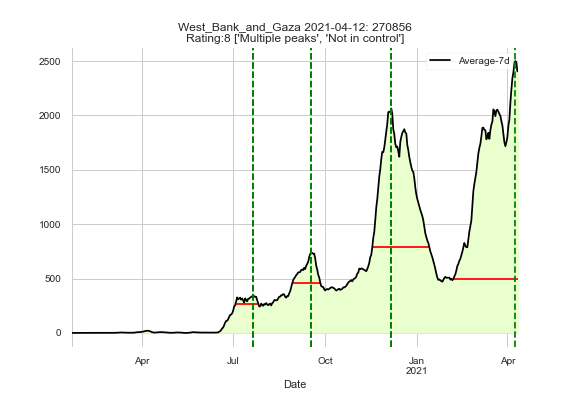 West_Bank_and_Gaza 2021-04-12: 270856
Rating:8 ['Multiple peaks', 'Not in control']
Average-7d
2500
2000
1500
1000
500
0
Apr
Jul
Oct
Jan
2021
Apr
Date